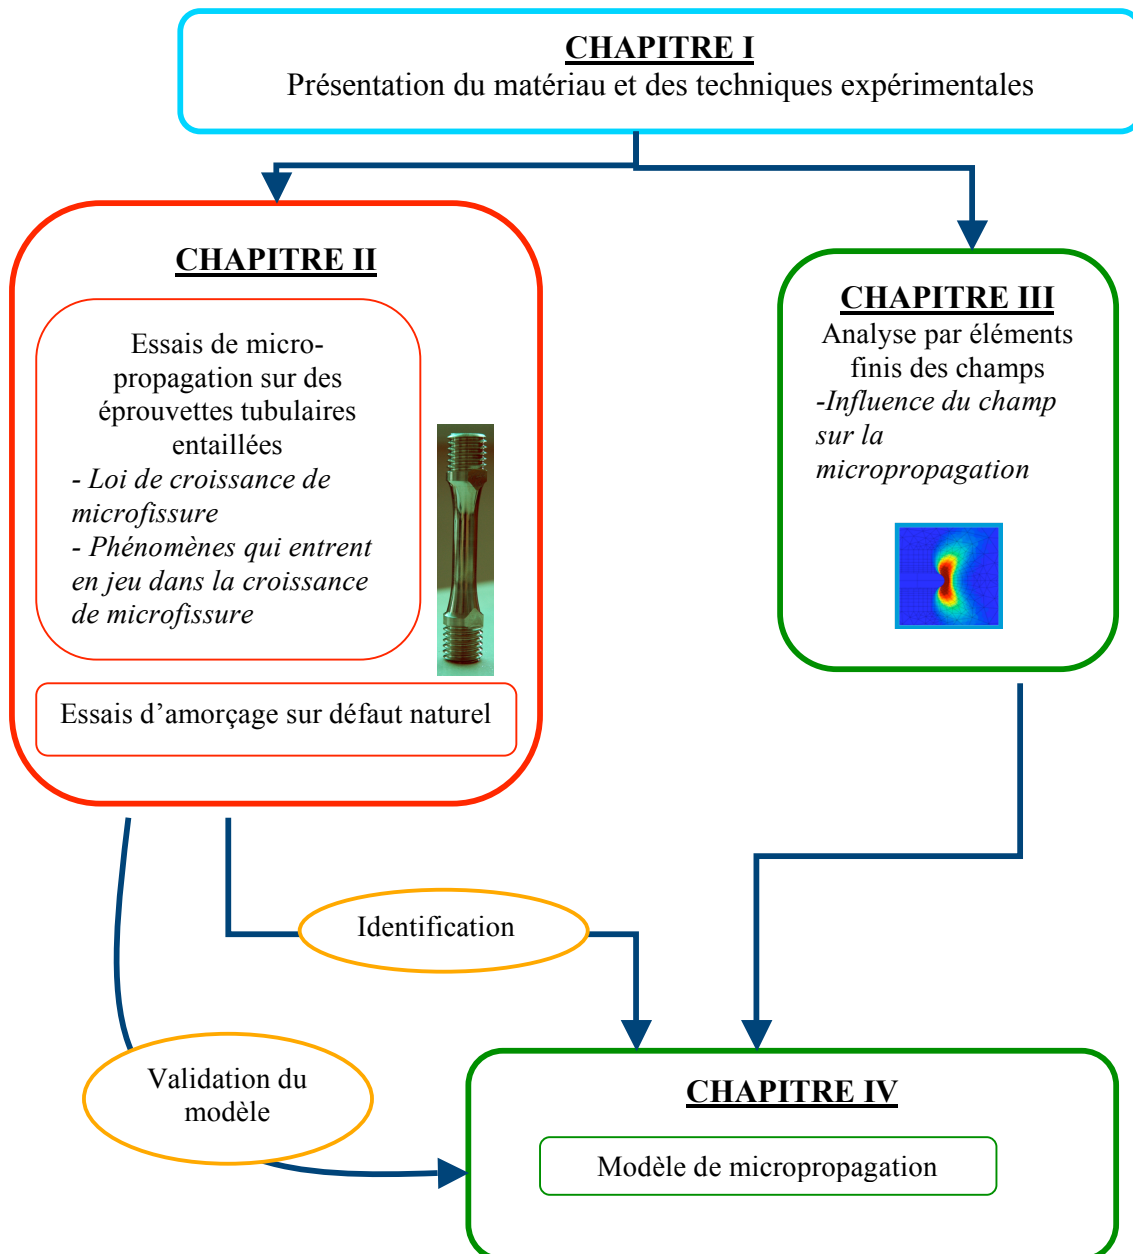 CHAPITRE I
Présentation du matériau et des techniques expérimentales
CHAPITRE II
Essais de micro-
propagation sur des
éprouvettes tubulaires
entaillées
- Loi de croissance de
microfissure
- Phénomènes qui entrent
en jeu dans la croissance
de microfissure
Essais d’amorçage sur défaut naturel
CHAPITRE III
Analyse par éléments
finis des champs
-Influence du champ
sur la
micropropagation
Identification
Validation du
modèle
CHAPITRE IV
Modèle de micropropagation